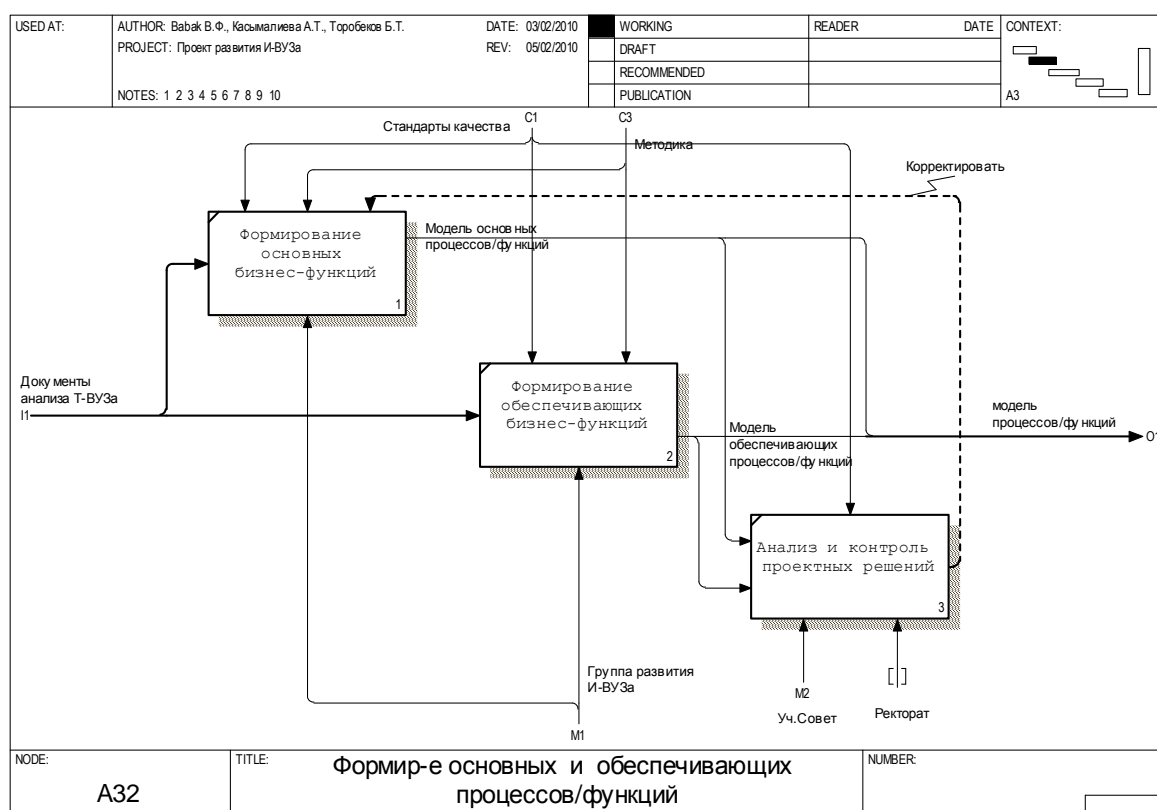 USED AT:
AUTHOR: Babak В.Ф., Касымалиева А.Т., Торобеков Б.Т.
DATE: 03/02/2010
PROJECT: Проект развития И-ВУЗа
REV: 05/02/2010
NOTES: 1 2 3 4 5 6 7 8 9 10
WORKING
DRAFT
RECOMMENDED
PUBLICATION
READER
DATE
CONTEXT:
A3
C1
C3
Стандарты качества
Методика
Корректировать
Формирование
основных
бизнес-функций
1
Модель основных
процессов/функций
Документы
анализа Т-ВУЗа
I1
Формирование
обеспечивающих
бизнес-функций
2
Модель
обеспечивающих
процессов/функций
модель
процессов/функций
O1
Анализ и контроль
проектных решений
3
Группа развития
И-ВУЗа
M1
M2
Уч.Совет
Ректорат
NODE:
A32
TITLE:
Формир-е основных и обеспечивающих
процессов/функций
NUMBER: